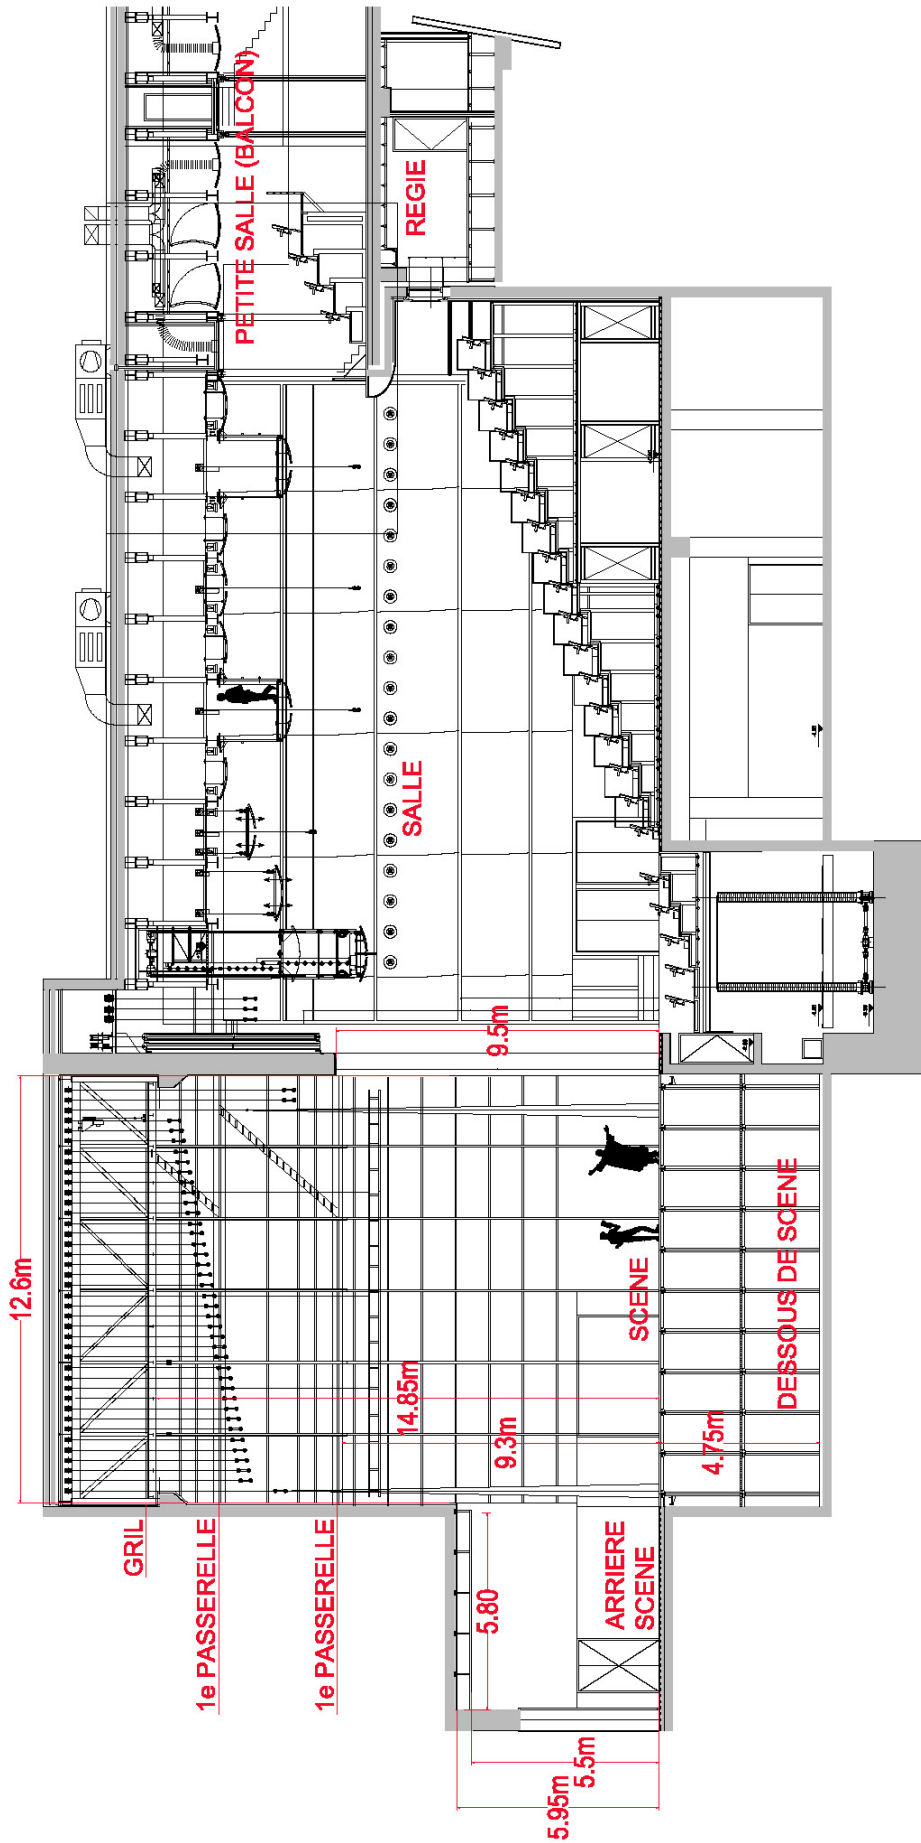 12.6m
GRIL
1e PASSERELLE
PETITE SALLE (BALCON)
1e PASSERELLE
14.85m
SALLE
REGIE
5.80
9.3m
9.5m
5.95m
5.5m
ARRIERE
SCENE
SCENE
4.75m
DESSOUS DE SCENE